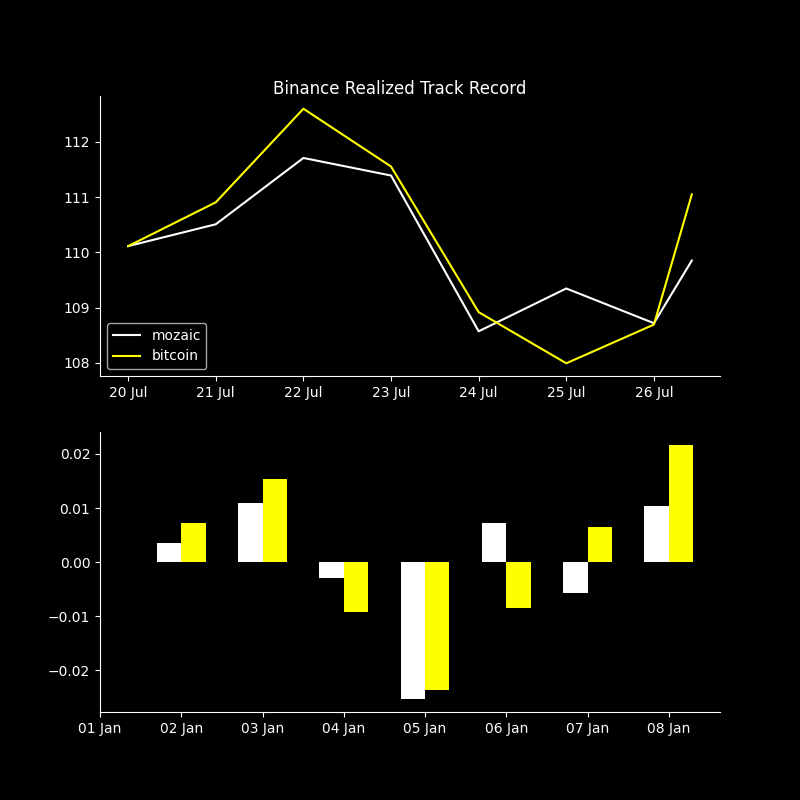 Binance Realized Track Record
112
111
110
109
108
mozaic
bitcoin
20 Jul 21 Jul 22 Jul 23 Jul 24 Jul 25 Jul 26 Jul
0.02
0.01
0.00
−0.01
−0.02
01 Jan 02 Jan 03 Jan 04 Jan 05 Jan 06 Jan 07 Jan 08 Jan